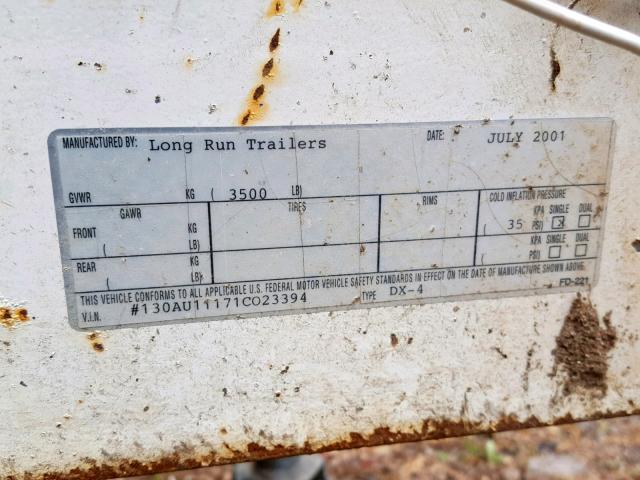 MANUFACTURED BY: Long Run Trailers DATE: JULY 2001
GVWR KG ( 3500 LB)
GAWR TIRES RIMS COLD INFLATION PRESSURE
FRONT KG KPA SINGLE DUAL
( LB) ( 35 PSI) X
REAR KG KPA SINGLE DUAL
( LB) ( PSI)
THIS VEHICLE CONFORMS TO ALL APPLICABLE U.S. FEDERAL MOTOR VEHICLE SAFETY STANDARDS IN EFFECT ON THE DATE OF MANUFACTURE SHOWN ABOVE.
V.I.N. #130AU11171CO23394 TYPE DX-4 FD-221